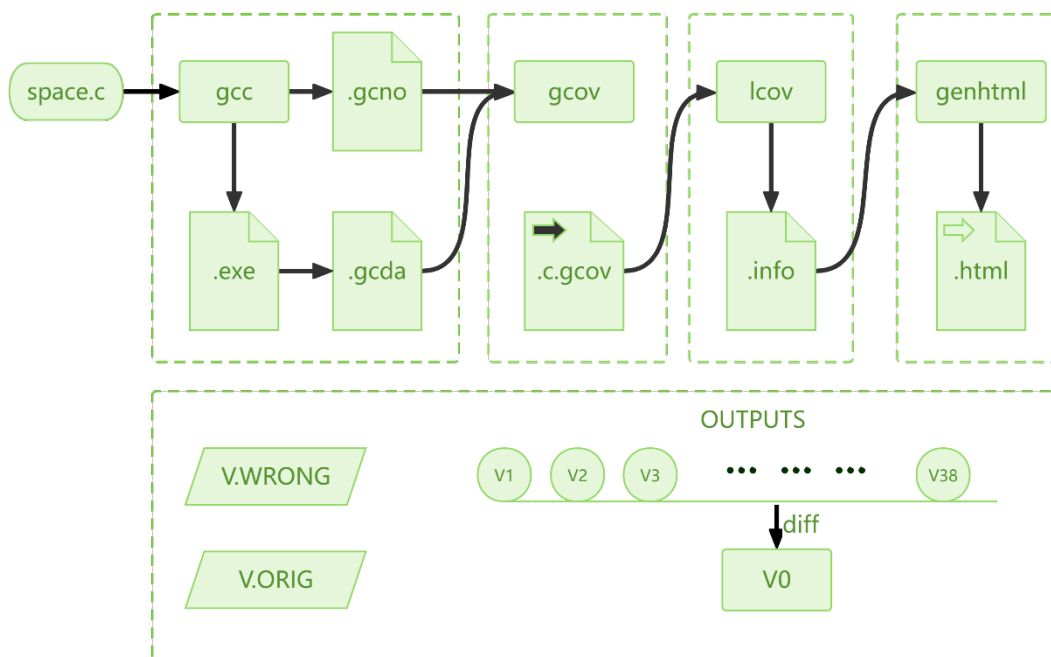 space.c
gcc
.gcno
gcov
lcov
genhtml
.exe
.gcda
.c.gcov
.info
.html
OUTPUTS
V.WRONG
V1
V2
V3
... ... ...
V38
diff
V.ORIG
V0